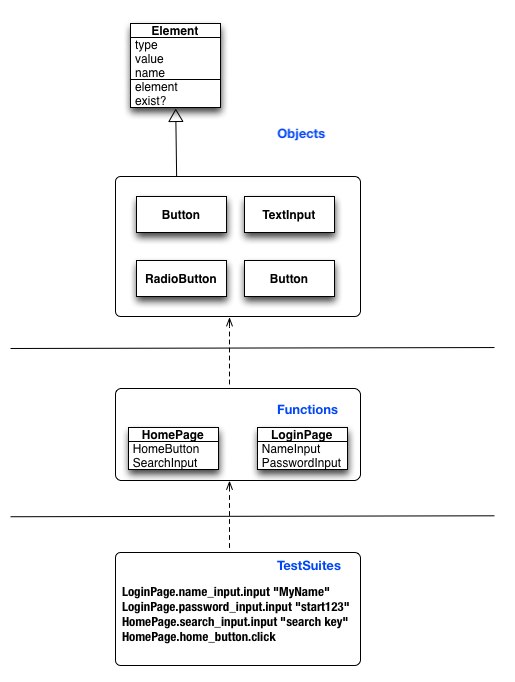 Element
type
value
name
element
exist?
Objects
Button
TextInput
RadioButton
Button
Functions
HomePage
HomeButton
SearchInput
LoginPage
NameInput
PasswordInput
TestSuites
LoginPage.name_input.input "MyName"
LoginPage.password_input.input "start123"
HomePage.search_input.input "search key"
HomePage.home_button.click